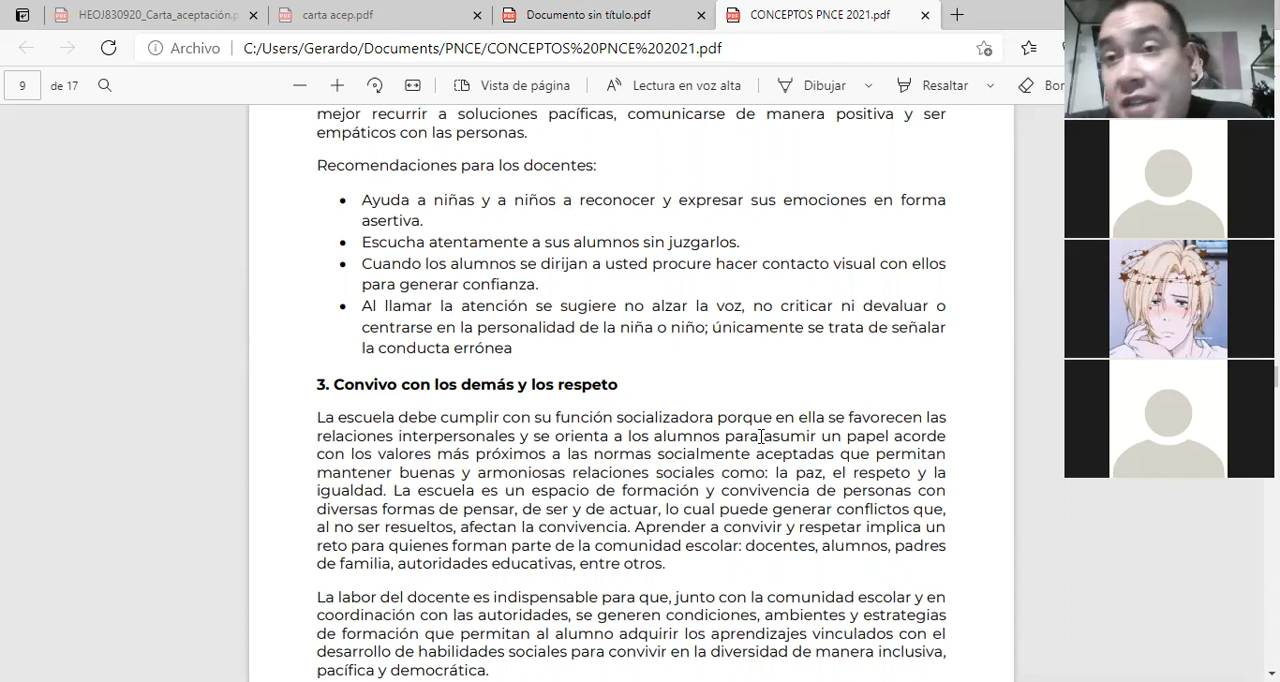 HEOJ830920_Carta_aceptación.p
carta acep.pdf
Documento sin título.pdf
CONCEPTOS PNCE 2021.pdf
Archivo
C:/Users/Gerardo/Documents/PNCE/CONCEPTOS%20PNCE%202021.pdf
9 de 17
Vista de página
Lectura en voz alta
Dibujar
Resaltar
Bor
mejor recurrir a soluciones pacíficas, comunicarse de manera positiva y ser
empáticos con las personas.
Recomendaciones para los docentes:
• Ayuda a niñas y a niños a reconocer y expresar sus emociones en forma
asertiva.
• Escucha atentamente a sus alumnos sin juzgarlos.
• Cuando los alumnos se dirijan a usted procure hacer contacto visual con ellos
para generar confianza.
• Al llamar la atención se sugiere no alzar la voz, no criticar ni devaluar o
centrarse en la personalidad de la niña o niño; únicamente se trata de señalar
la conducta errónea
3. Convivo con los demás y los respeto
La escuela debe cumplir con su función socializadora porque en ella se favorecen las
relaciones interpersonales y se orienta a los alumnos para asumir un papel acorde
con los valores más próximos a las normas socialmente aceptadas que permitan
mantener buenas y armoniosas relaciones sociales como: la paz, el respeto y la
igualdad. La escuela es un espacio de formación y convivencia de personas con
diversas formas de pensar, de ser y de actuar, lo cual puede generar conflictos que,
al no ser resueltos, afectan la convivencia. Aprender a convivir y respetar implica un
reto para quienes forman parte de la comunidad escolar: docentes, alumnos, padres
de familia, autoridades educativas, entre otros.
La labor del docente es indispensable para que, junto con la comunidad escolar y en
coordinación con las autoridades, se generen condiciones, ambientes y estrategias
de formación que permitan al alumno adquirir los aprendizajes vinculados con el
desarrollo de habilidades sociales para convivir en la diversidad de manera inclusiva,
pacífica y democrática.